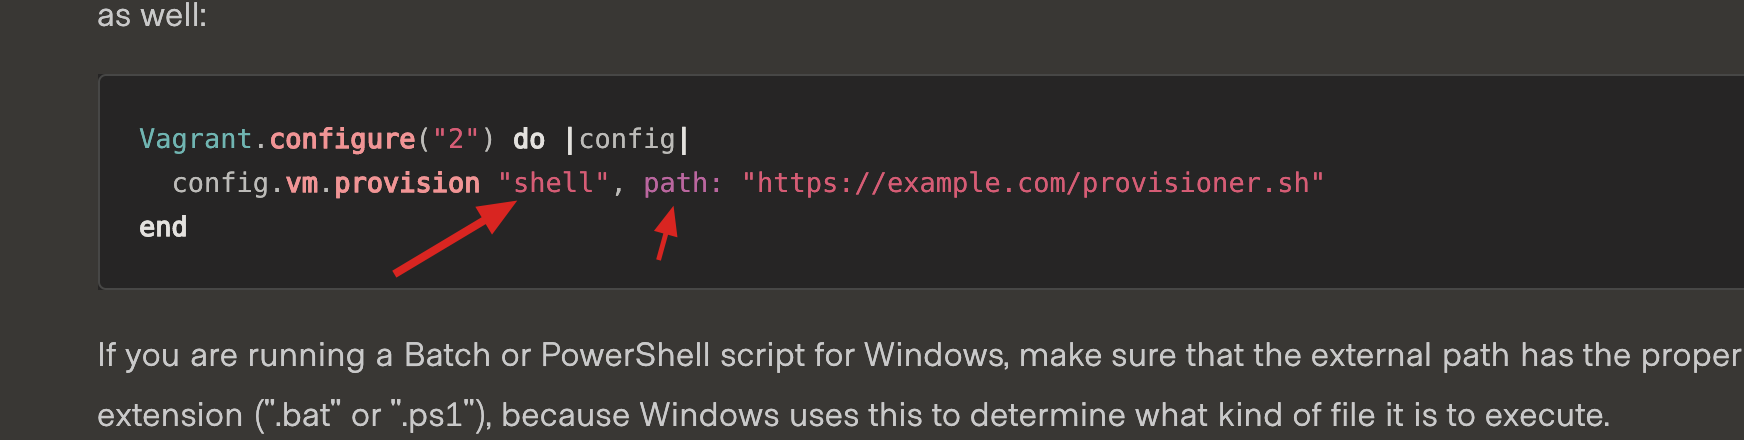 as well:
Vagrant.configure("2") do |config|
  config.vm.provision "shell", path: "https://example.com/provisioner.sh"
end
If you are running a Batch or PowerShell script for Windows, make sure that the external path has the proper
extension (".bat" or ".ps1"), because Windows uses this to determine what kind of file it is to execute.